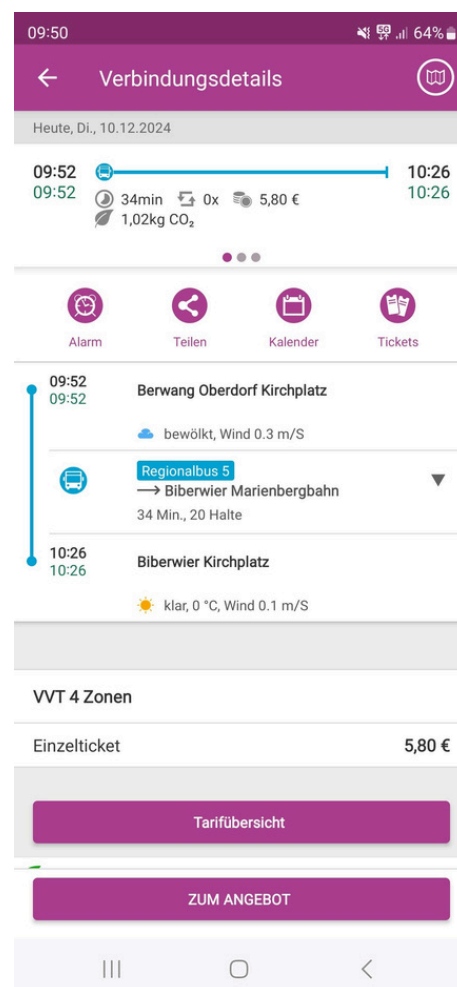 09:50 5G 64%
Verbindungsdetails
Heute, Di., 10.12.2024
09:52 10:26
09:52 10:26
34min 0x 5,80 €
1,02kg CO₂
Alarm Teilen Kalender Tickets
09:52
09:52
Berwang Oberdorf Kirchplatz
bewölkt, Wind 0.3 m/S
Regionalbus 5
Biberwier Marienbergbahn
34 Min., 20 Halte
10:26
10:26
Biberwier Kirchplatz
klar, 0 °C, Wind 0.1 m/S
VVT 4 Zonen
Einzelticket 5,80 €
Tarifübersicht
ZUM ANGEBOT